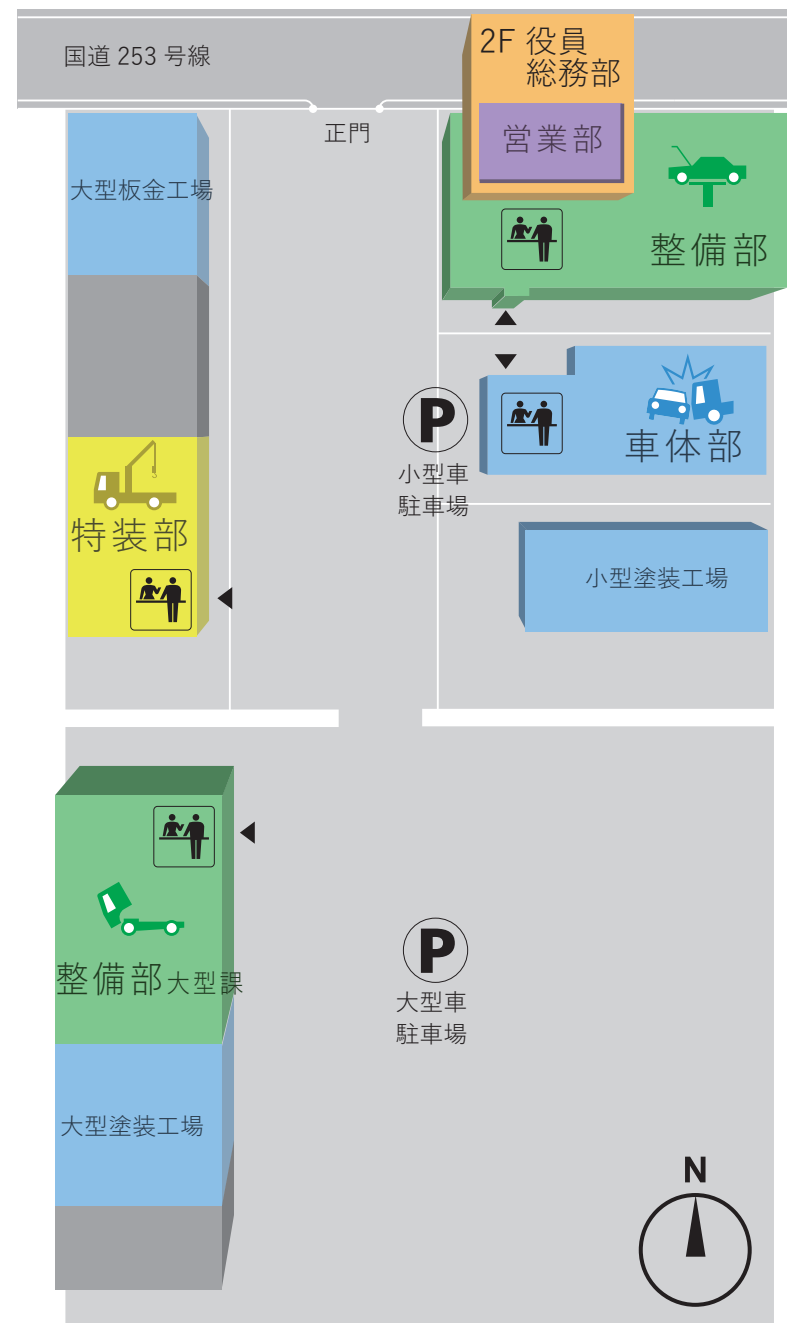 国道 253 号線
2F 役員
総務部
営業部
正門
大型板金工場
整備部
P
小型車
駐車場
車体部
特装部
小型塗装工場
整備部大型課
P
大型車
駐車場
大型塗装工場
N